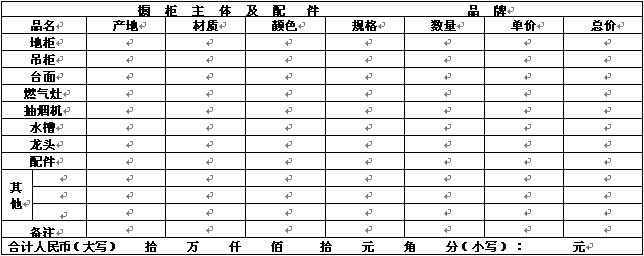 橱 柜 主 体 及 配 件 品 牌
品名 产地 材质 颜色 规格 数量 单价 总价
地柜
吊柜
台面
燃气灶
抽烟机
水槽
龙头
配件
其他
备注
合计人民币(大写) 拾 万 仟 佰 拾 元 角 分(小写): 元